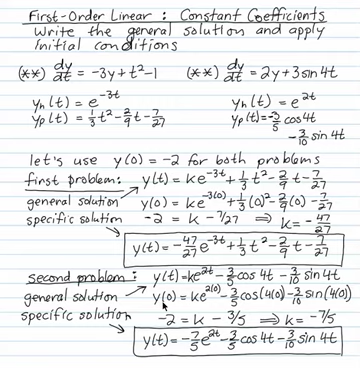 First-Order Linear: Constant Coefficients
Write the general solution and apply
initial conditions
(**) dy/dt = -3y+t²-1 (**) dy/dt = 2y+3sin4t
yₕ(t) = e^-3t yₕ(t) = e^2t
yp(t) = 1/3 t² - 2/9 t - 7/27 yp(t) = -3/5 cos4t
- 3/10 sin 4t
let's use y(0) = -2 for both problems
first problem: y(t) = ke^-3t + 1/3 t² - 2/9 t - 7/27
general solution y(0) = ke^-3(0) + 1/3(0)² - 2/9(0) - 7/27
specific solution -2 = k - 7/27 ⇒ k = -47/27
y(t) = -47/27 e^-3t + 1/3 t² - 2/9 t - 7/27
second problem: y(t) = ke^2t - 3/5 cos 4t - 3/10 sin 4t
general solution y(0) = ke^2(0) - 3/5 cos(4(0)) - 3/10 sin(4(0))
specific solution -2 = k - 3/5 ⇒ k = -7/5
y(t) = -7/5 e^2t - 3/5 cos 4t - 3/10 sin 4t